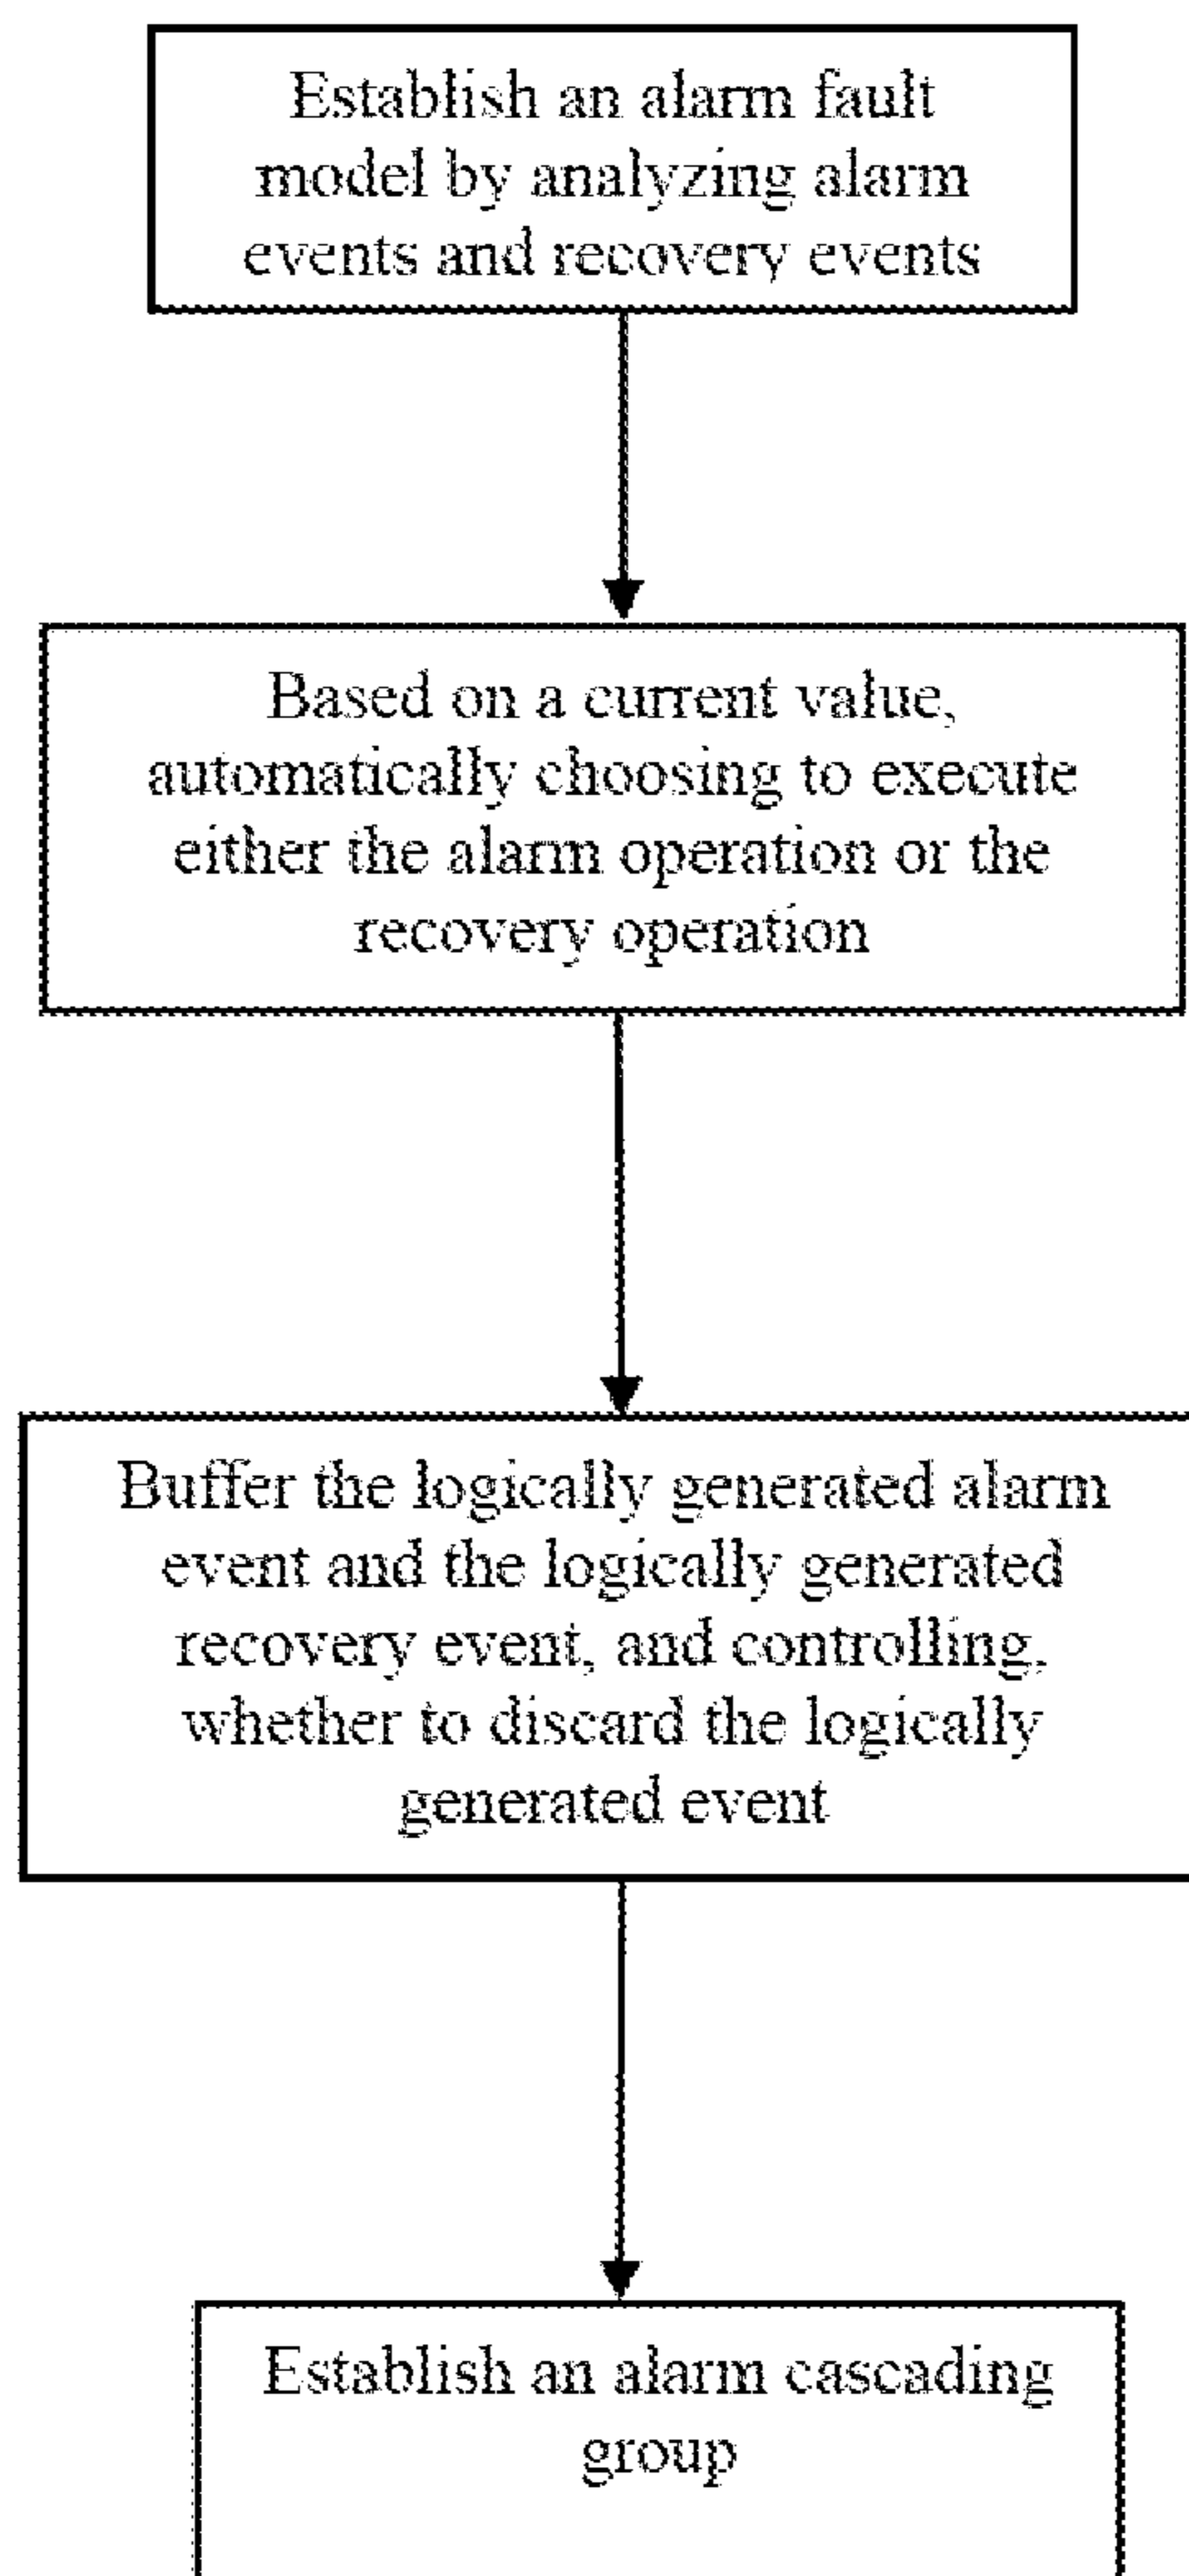 Establish an alarm fault
model by analyzing alarm
events and recovery events
Based on a current value,
automatically choosing to execute
either the alarm operation or the
recovery operation
Buffer the logically generated alarm
event and the logically generated
recovery event, and controlling,
whether to discard the logically
generated event
Establish an alarm cascading
group